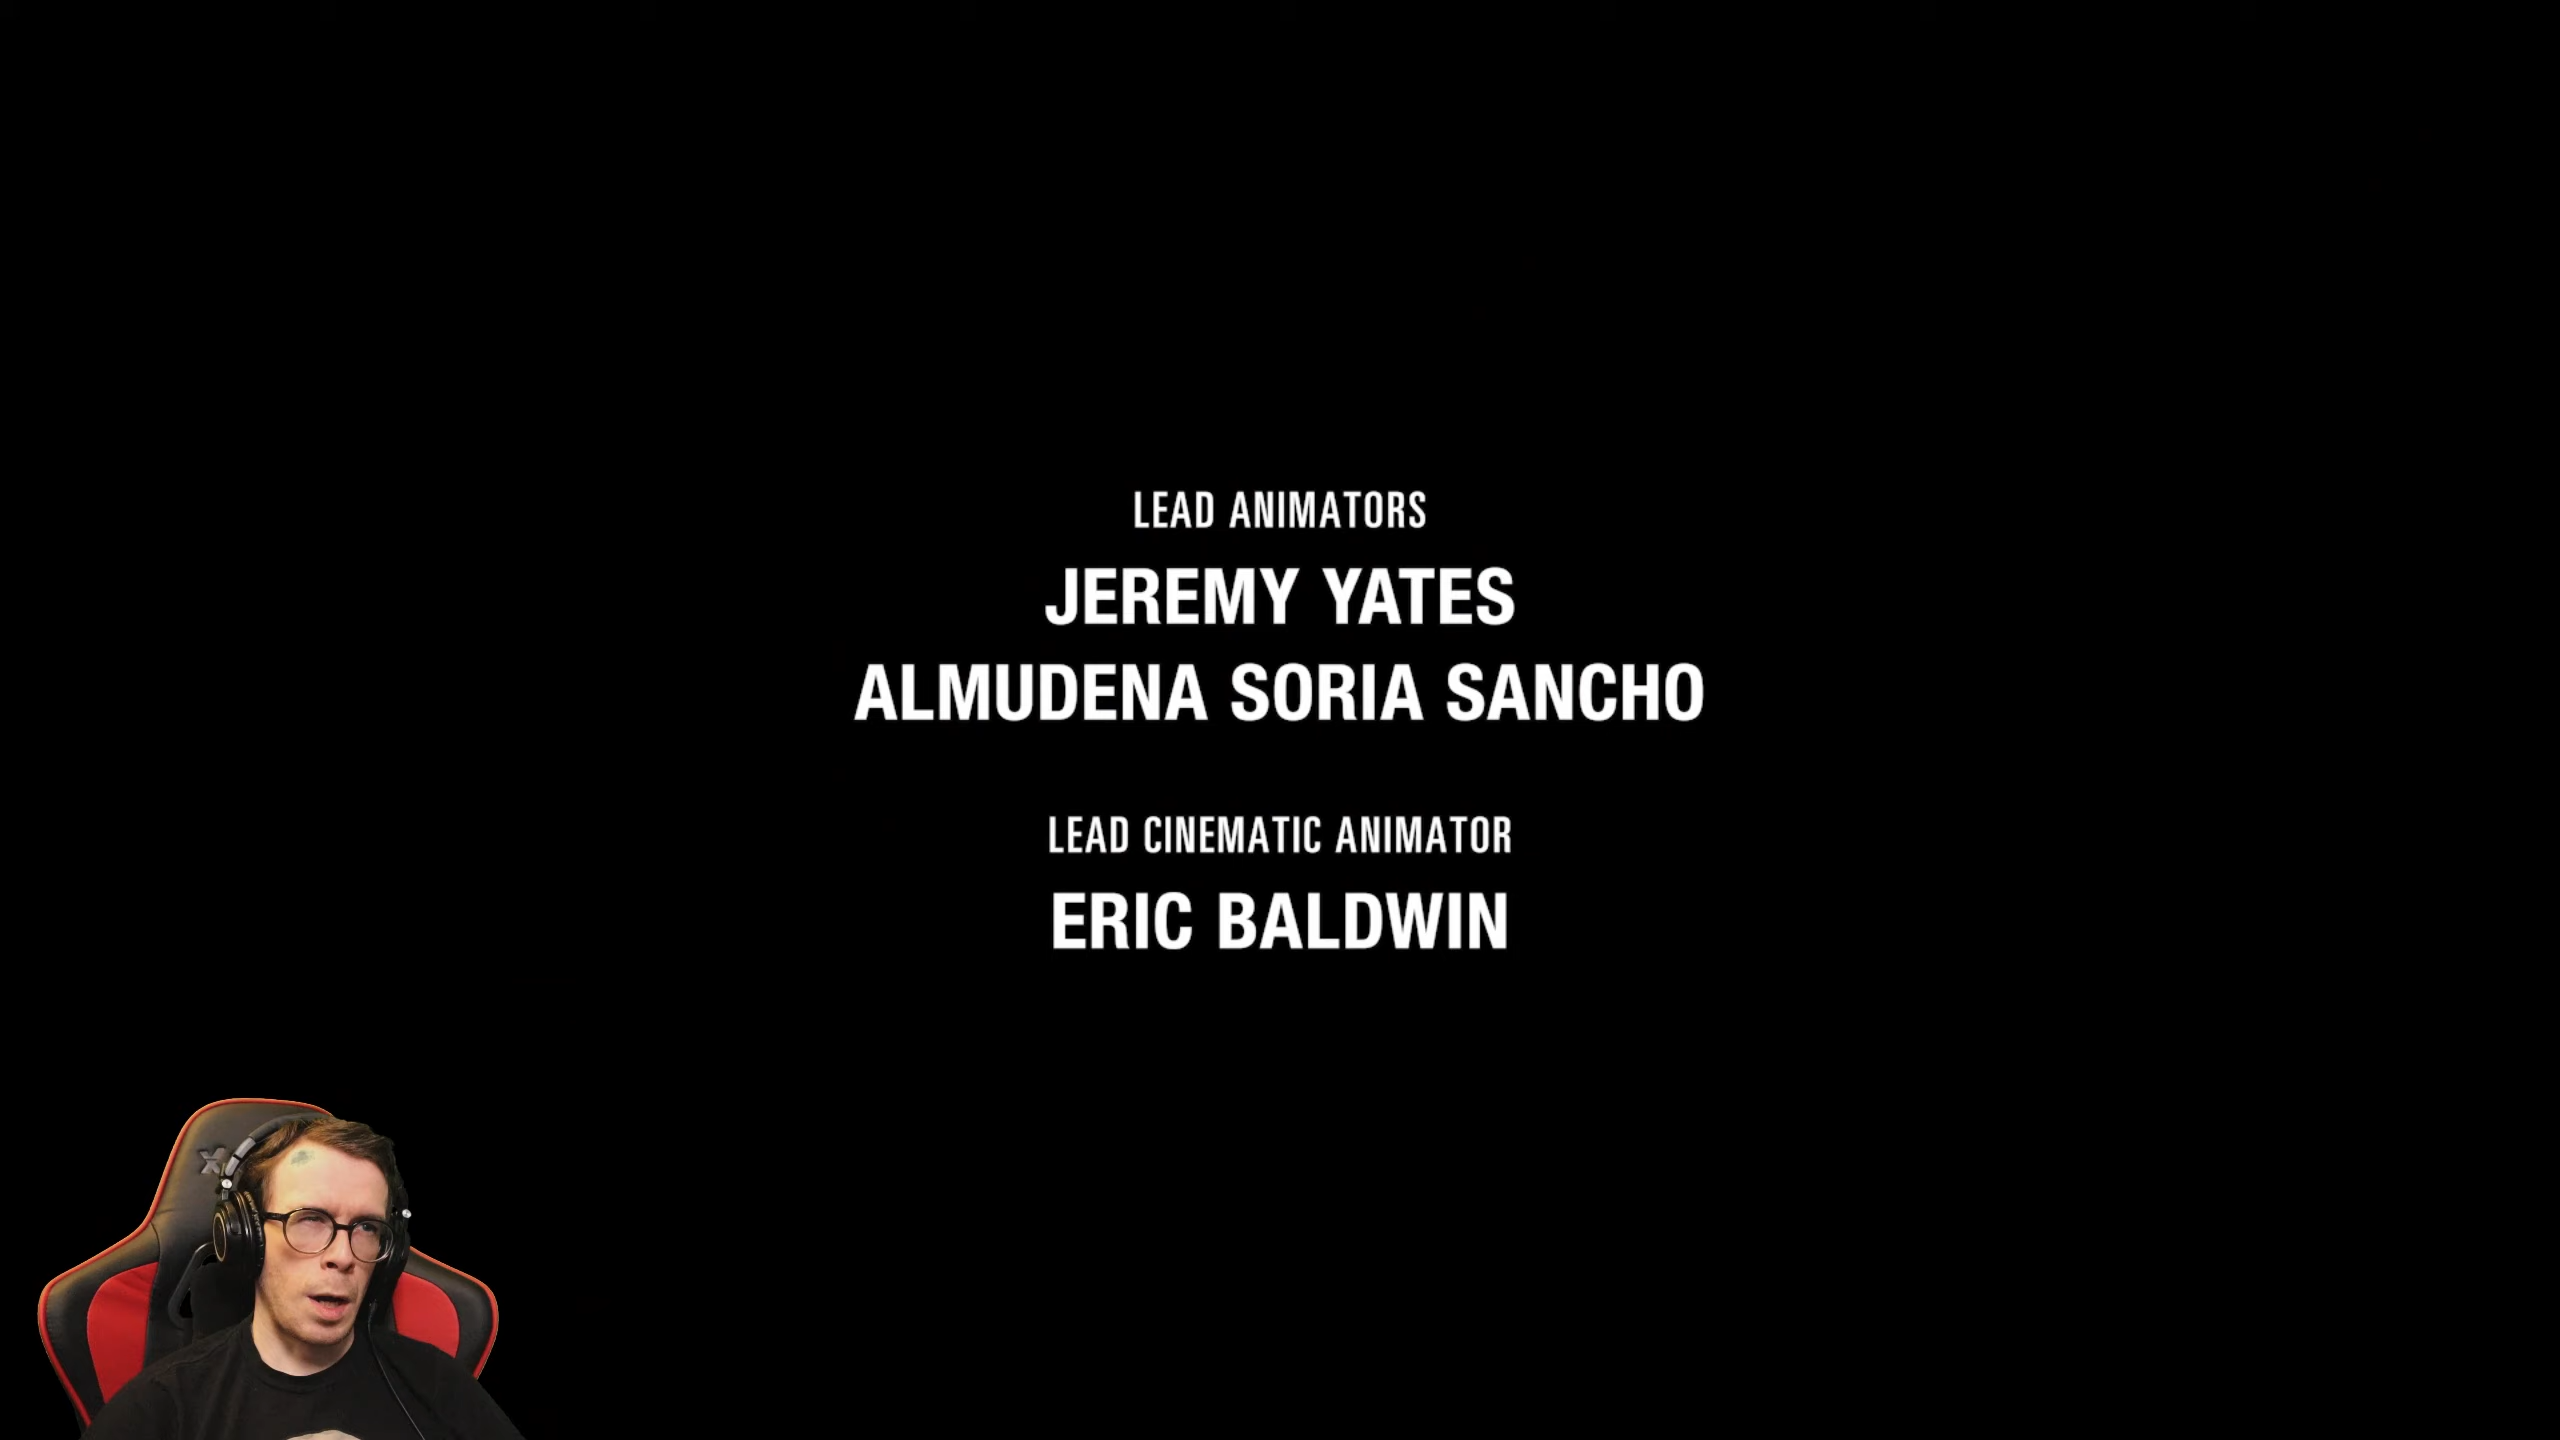 LEAD ANIMATORS
JEREMY YATES
ALMUDENA SORIA SANCHO
LEAD CINEMATIC ANIMATOR
ERIC BALDWIN